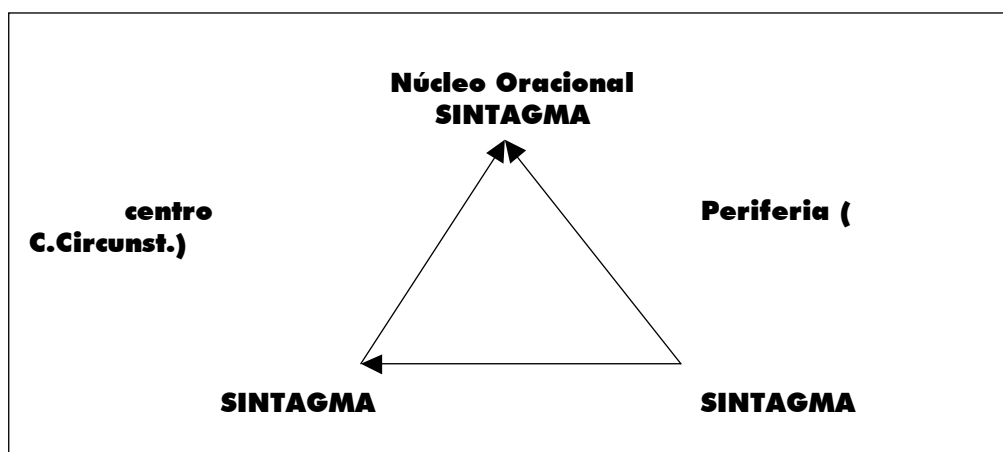 Núcleo Oracional
SINTAGMA
centro Periferia (
C.Circunst.)
SINTAGMA SINTAGMA